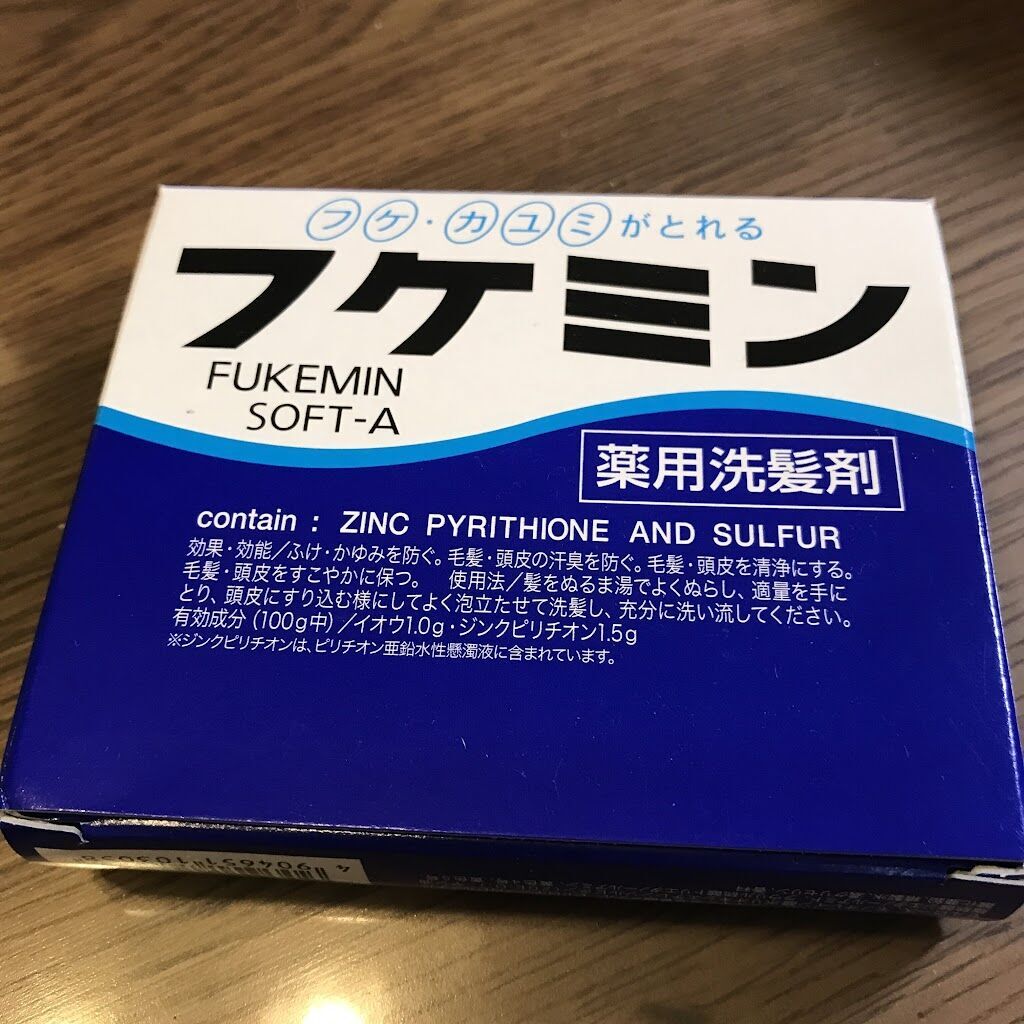 フケ・カユミがとれる
フケミン
FUKEMIN
SOFT-A
薬用洗髪剤
contain : ZINC PYRITHIONE AND SULFUR
効果・効能／ふけ・かゆみを防ぐ。毛髪・頭皮の汗臭を防ぐ。毛髪・頭皮を清浄にする。
毛髪・頭皮をすこやかに保つ。 使用法／髪をぬるま湯でよくぬらし、適量を手に
とり、頭皮にすり込む様にしてよく泡立たせて洗髪し、充分に洗い流してください。
有効成分(100g中)／イオウ1.0g・ジンクピリチオン1.5g
※ジンクピリチオンは、ピリチオン亜鉛水性懸濁液に含まれています。